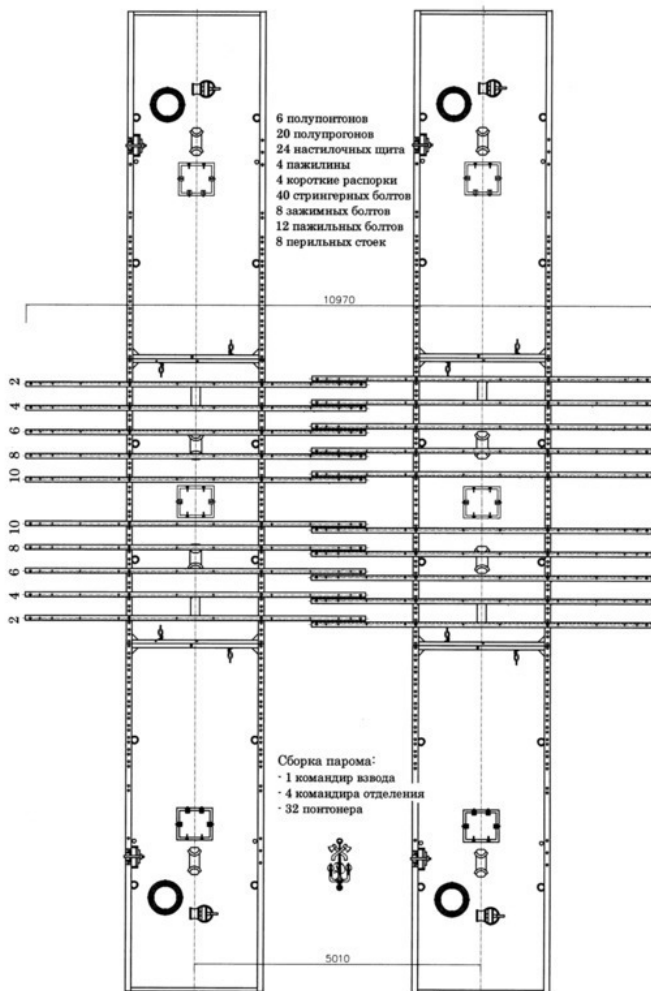 6 полупонтонов
20 полупрогонов
24 настилочных щита
4 пажилины
4 короткие распорки
40 стрингерных болтов
8 зажимных болтов
12 пажильных болтов
8 перильных стоек
10970
2
4
6
8
10
10
8
6
4
2
Сборка парома:
- 1 командир взвода
- 4 командира отделения
- 32 понтонера
5010